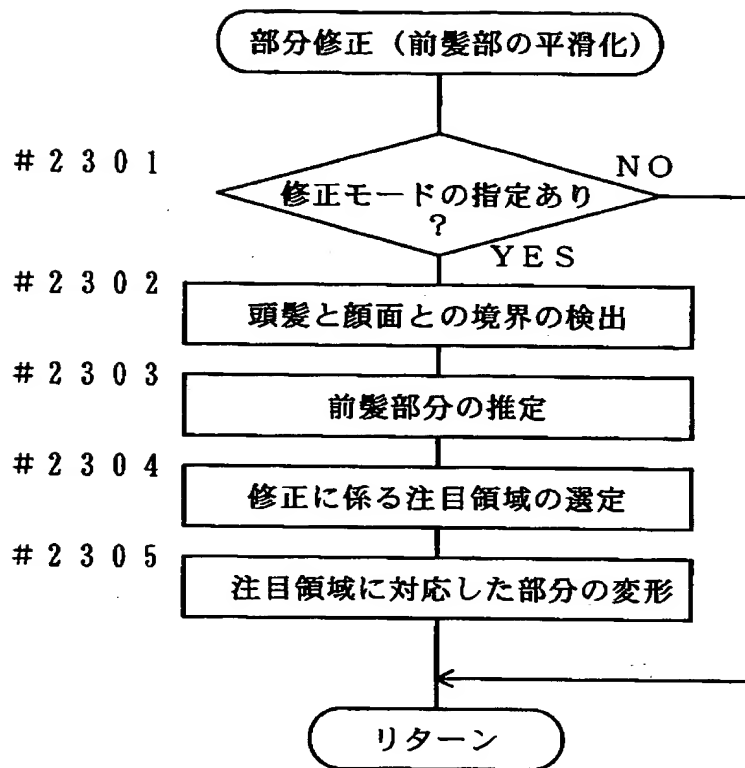 部分修正（前髪部の平滑化）
#2301
NO
修正モードの指定あり
?
YES
#2302
頭髪と顔面との境界の検出
#2303
前髪部分の推定
#2304
修正に係る注目領域の選定
#2305
注目領域に対応した部分の変形
リターン